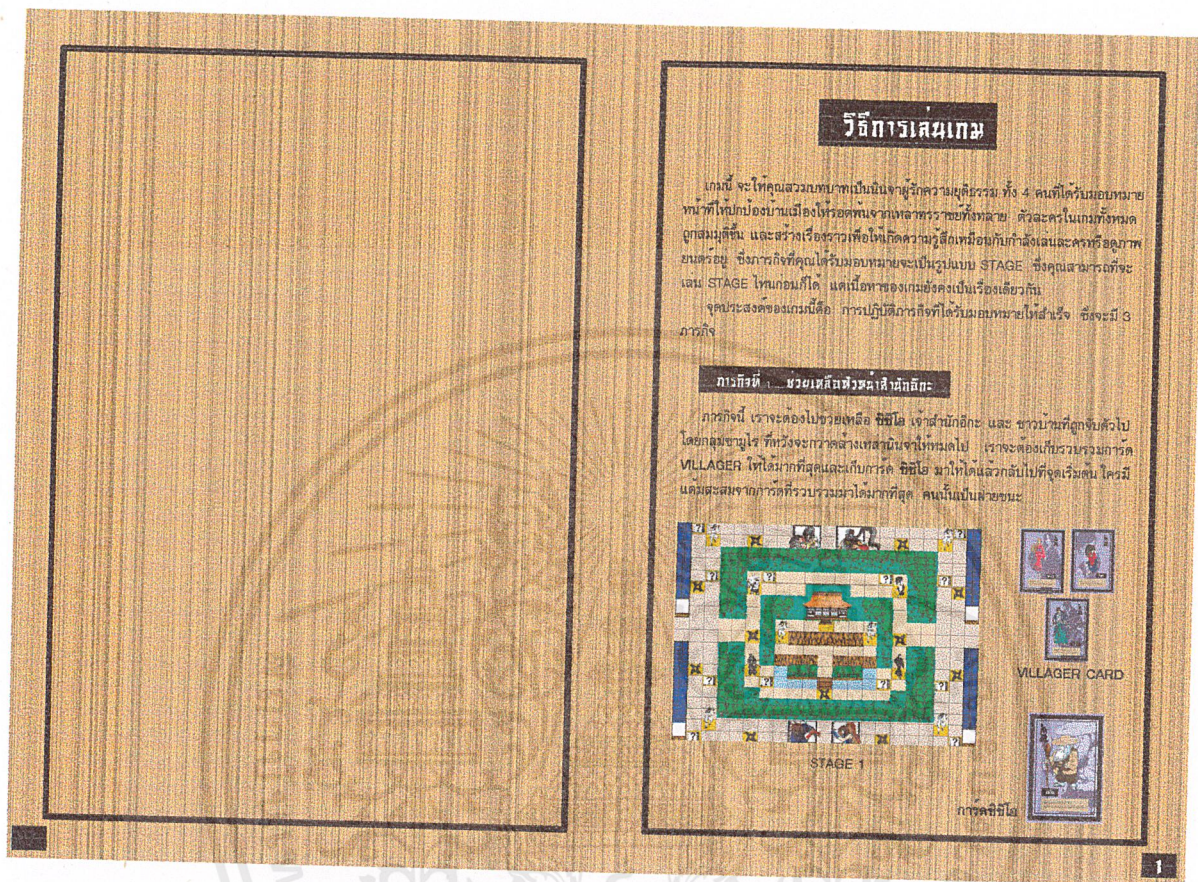 วิธีการเล่นเกม
เกมนี้ จะให้คุณสวมบทบาทเป็นนินจาผู้รักความยุติธรรม ทั้ง 4 คนที่ได้รับมอบหมาย
หน้าที่ให้ปกป้องบ้านเมืองให้รอดพ้นจากเหล่าทรราชย์ทั้งหลาย ตัวละครในเกมทั้งหมด
ถูกสมมุติขึ้น และสร้างเรื่องราวเพื่อให้เกิดความรู้สึกเหมือนกับกำลังเล่นละครหรือดูภาพ
ยนตร์อยู่ ซึ่งภารกิจที่คุณได้รับมอบหมายจะเป็นรูปแบบ STAGE ซึ่งคุณสามารถที่จะ
เล่น STAGE ไหนก่อนก็ได้ แต่เนื้อหาของเกมยังคงเป็นเรื่องเดียวกัน
จุดประสงค์ของเกมนี้คือ การปฏิบัติภารกิจที่ได้รับมอบหมายให้สำเร็จ ซึ่งจะมี 3
ภารกิจ
ภารกิจที่ 1 ช่วยเหลือหัวหน้าสำนักอิกะ
ภารกิจนี้ เราจะต้องไปช่วยเหลือ ชิชิโอ เจ้าสำนักอิกะ และ ชาวบ้านที่ถูกจับตัวไป
โดยกลุ่มซามูไร ที่หวังจะกวาดล้างเหล่านินจาให้หมดไป เราจะต้องเก็บรวบรวมการ์ด
VILLAGER ให้ได้มากที่สุดและเก็บการ์ด ชิชิโอ มาให้ได้แล้วกลับไปที่จุดเริ่มต้น ใครมี
แต้มสะสมจากการ์ดที่รวบรวมมาได้มากที่สุด คนนั้นเป็นฝ่ายชนะ
VILLAGER CARD
STAGE 1
การ์ดชิชิโอ
1